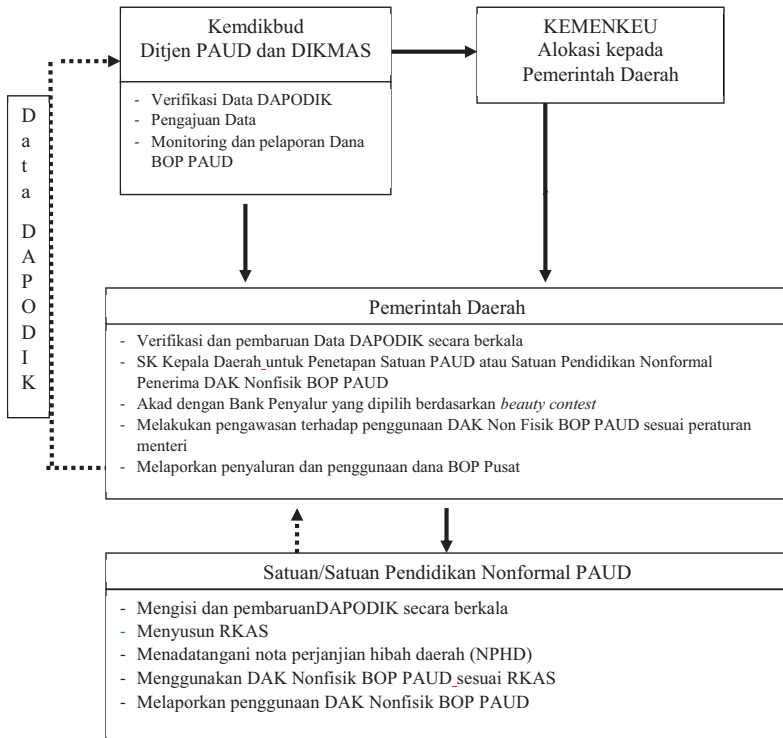 Kemdikbud
Ditjen PAUD dan DIKMAS
- Verifikasi Data DAPODIK
- Pengajuan Data
- Monitoring dan pelaporan Dana
BOP PAUD
KEMENKEU
Alokasi kepada
Pemerintah Daerah
D
a
t
a
D
A
P
O
D
I
K
Pemerintah Daerah
- Verifikasi dan pembaruan Data DAPODIK secara berkala
- SK Kepala Daerah untuk Penetapan Satuan PAUD atau Satuan Pendidikan Nonformal
Penerima DAK Nonfisik BOP PAUD
- Akad dengan Bank Penyalur yang dipilih berdasarkan beauty contest
- Melakukan pengawasan terhadap penggunaan DAK Non Fisik BOP PAUD sesuai peraturan
menteri
- Melaporkan penyaluran dan penggunaan dana BOP Pusat
Satuan/Satuan Pendidikan Nonformal PAUD
- Mengisi dan pembaruanDAPODIK secara berkala
- Menyusun RKAS
- Menadatangani nota perjanjian hibah daerah (NPHD)
- Menggunakan DAK Nonfisik BOP PAUD sesuai RKAS
- Melaporkan penggunaan DAK Nonfisik BOP PAUD